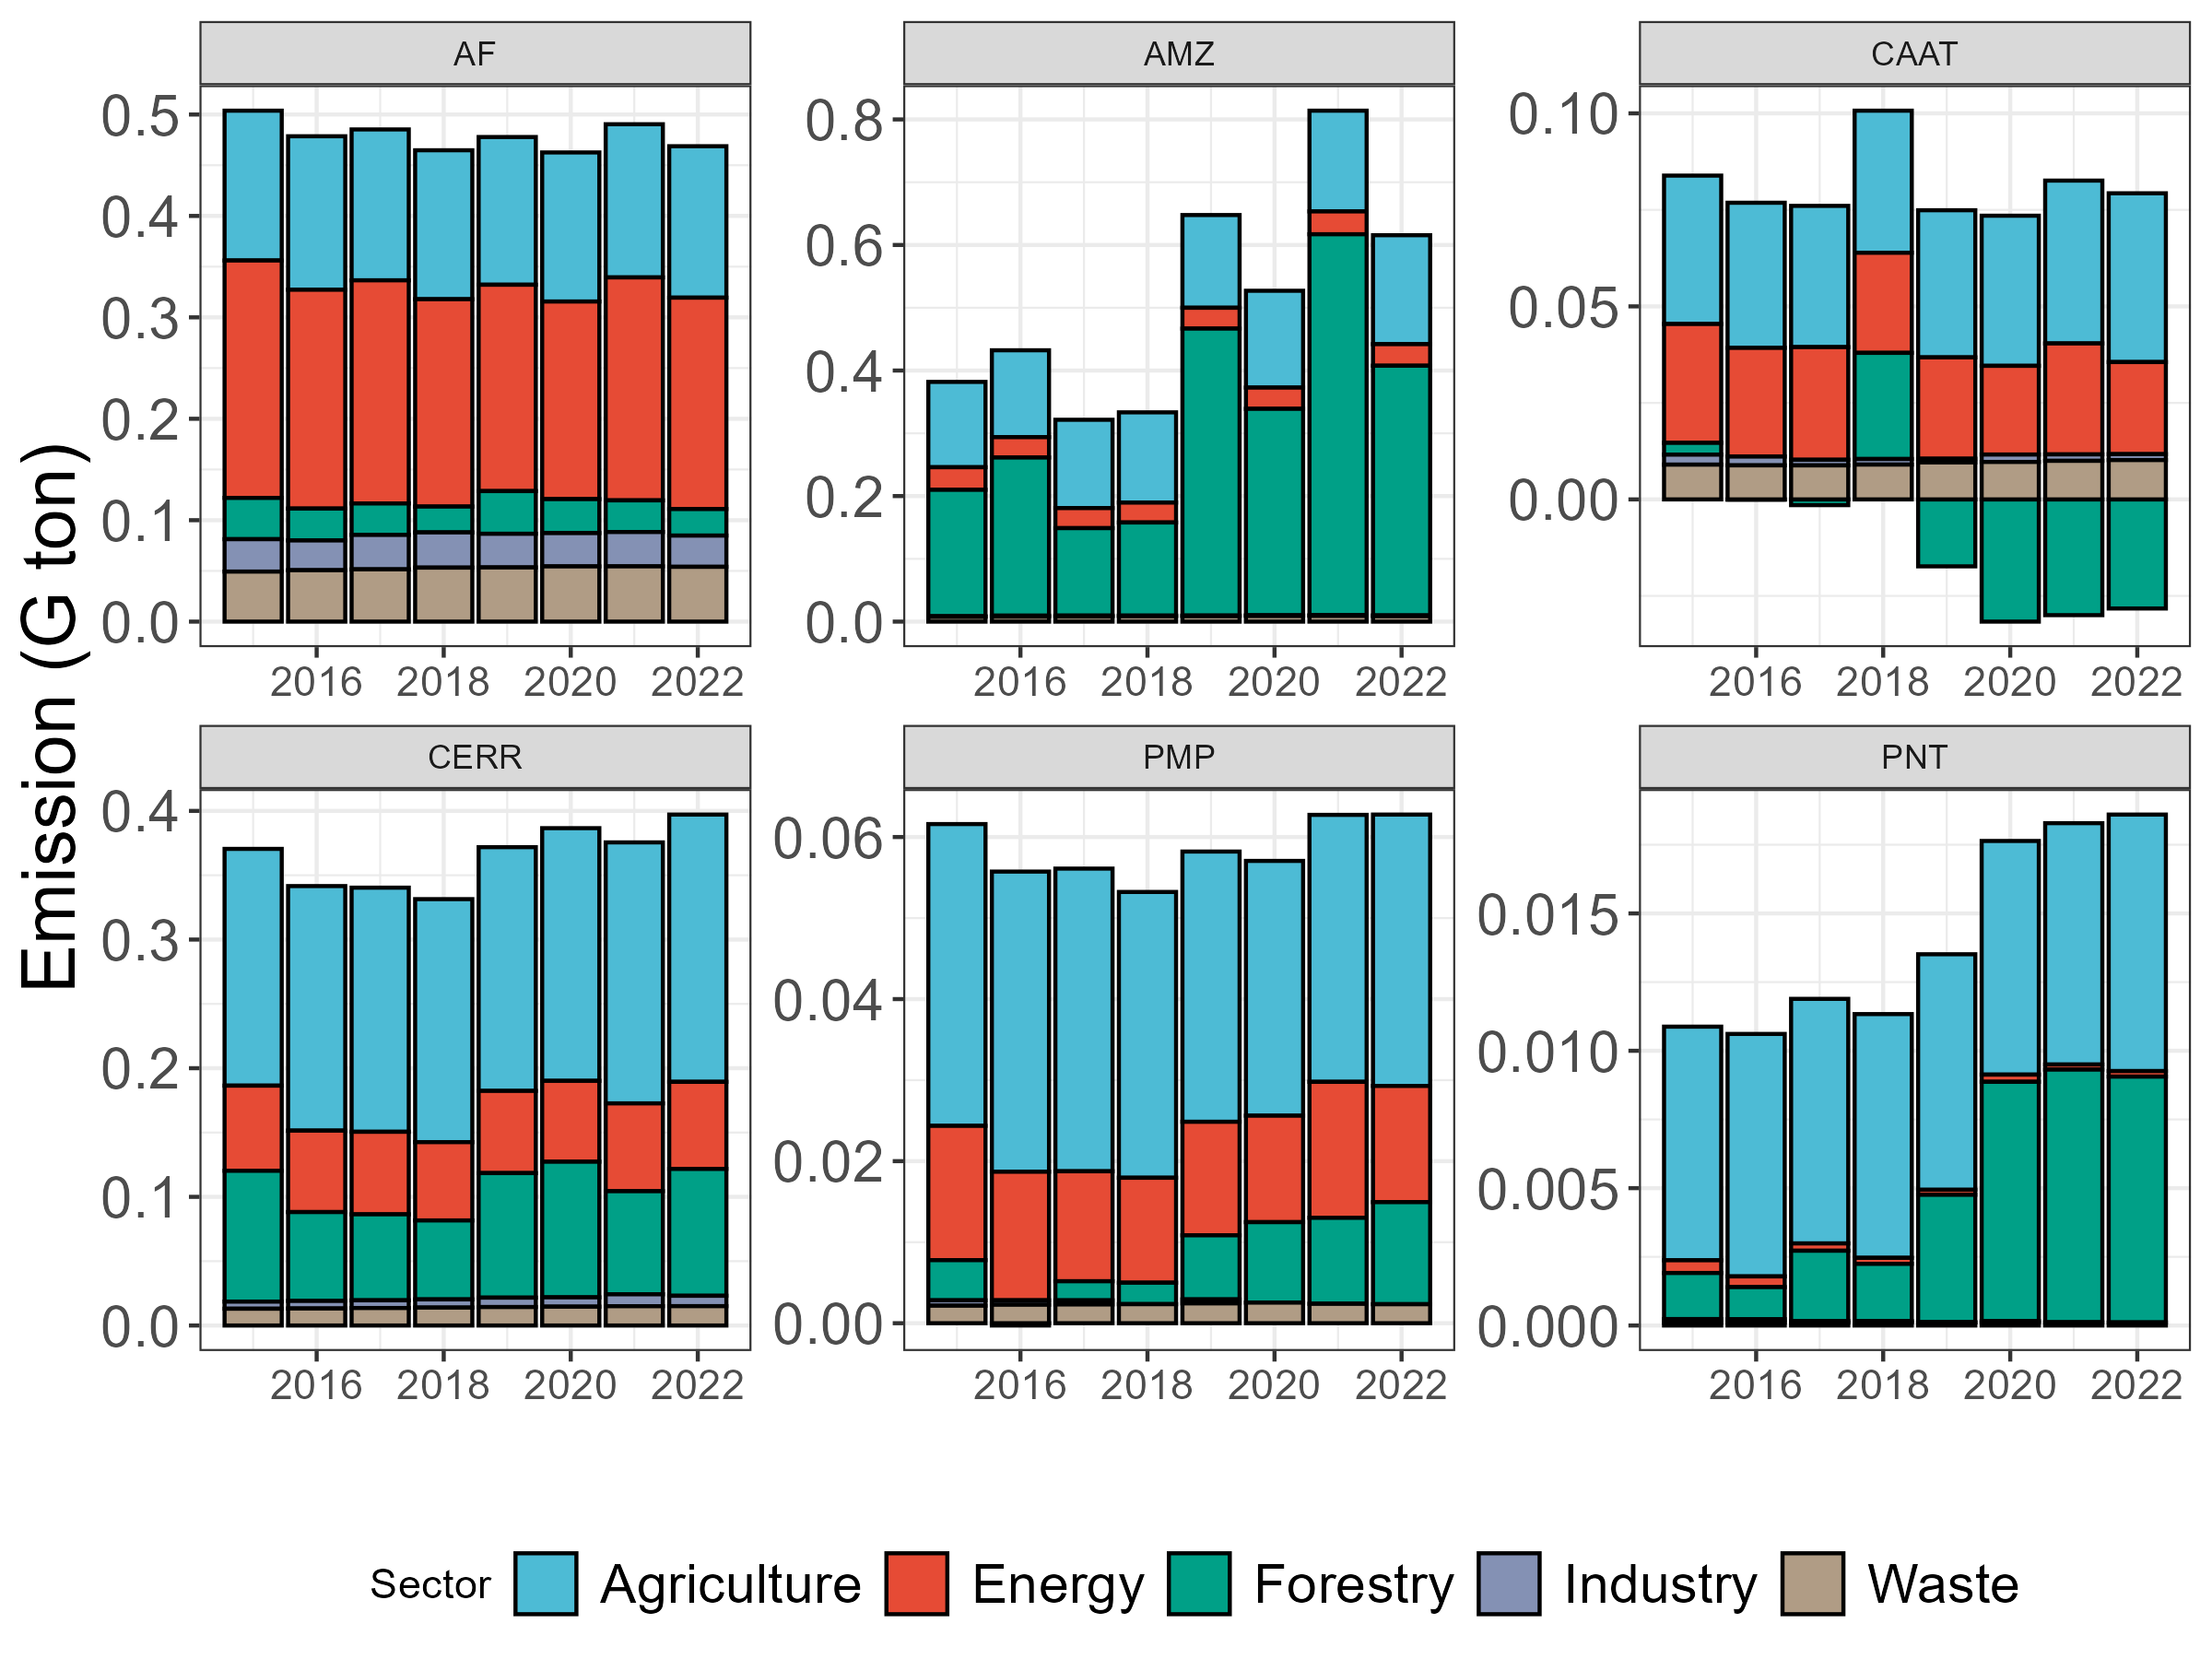 Emission (G ton)
AF
0.5
0.4
0.3
0.2
0.1
0.0
2016 2018 2020 2022
AMZ
0.8
0.6
0.4
0.2
0.0
2016 2018 2020 2022
CAAT
0.10
0.05
0.00
2016 2018 2020 2022
CERR
0.4
0.3
0.2
0.1
0.0
2016 2018 2020 2022
PMP
0.06
0.04
0.02
0.00
2016 2018 2020 2022
PNT
0.015
0.010
0.005
0.000
2016 2018 2020 2022
Sector Agriculture Energy Forestry Industry Waste